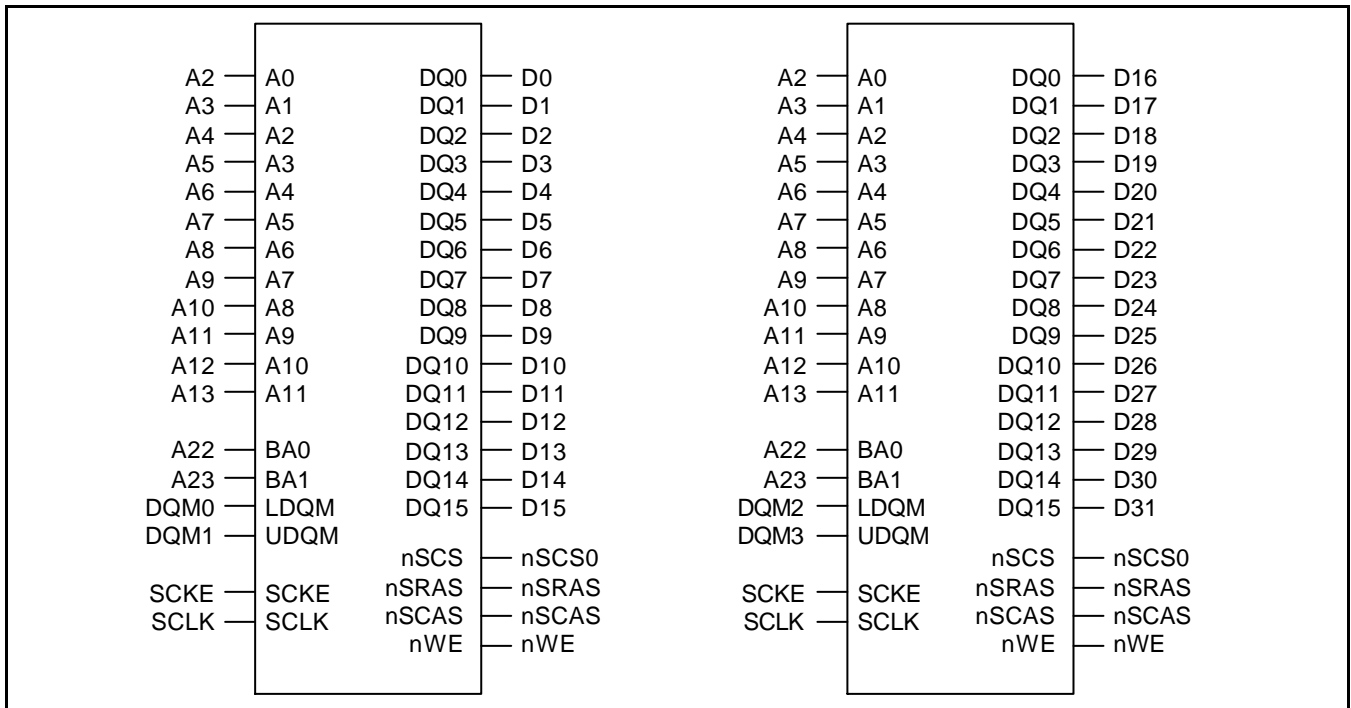 A2 A0 DQ0 D0
A3 A1 DQ1 D1
A4 A2 DQ2 D2
A5 A3 DQ3 D3
A6 A4 DQ4 D4
A7 A5 DQ5 D5
A8 A6 DQ6 D6
A9 A7 DQ7 D7
A10 A8 DQ8 D8
A11 A9 DQ9 D9
A12 A10 DQ10 D10
A13 A11 DQ11 D11
DQ12 D12
A22 BA0 DQ13 D13
A23 BA1 DQ14 D14
DQM0 LDQM DQ15 D15
DQM1 UDQM
nSCS nSCS0
SCKE SCKE nSRAS nSRAS
SCLK SCLK nSCAS nSCAS
nWE nWE
A2 A0 DQ0 D16
A3 A1 DQ1 D17
A4 A2 DQ2 D18
A5 A3 DQ3 D19
A6 A4 DQ4 D20
A7 A5 DQ5 D21
A8 A6 DQ6 D22
A9 A7 DQ7 D23
A10 A8 DQ8 D24
A11 A9 DQ9 D25
A12 A10 DQ10 D26
A13 A11 DQ11 D27
DQ12 D28
A22 BA0 DQ13 D29
A23 BA1 DQ14 D30
DQM2 LDQM DQ15 D31
DQM3 UDQM
nSCS nSCS0
SCKE SCKE nSRAS nSRAS
SCLK SCLK nSCAS nSCAS
nWE nWE